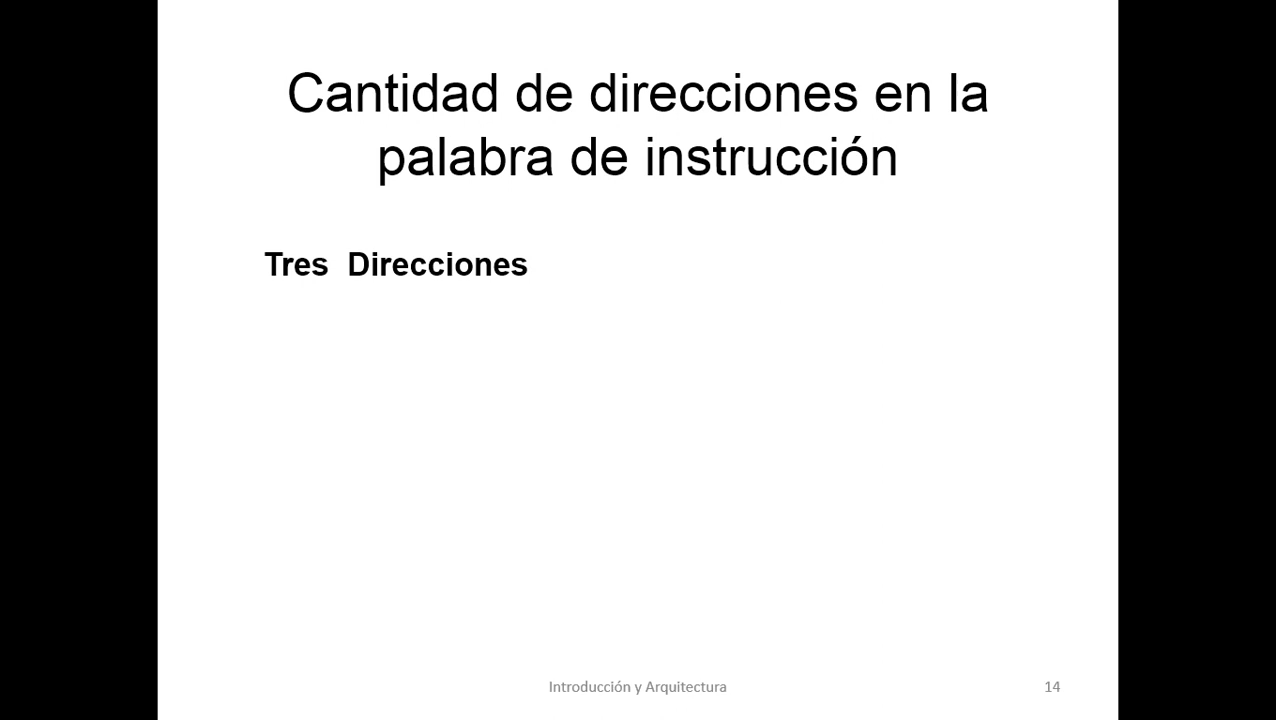 Cantidad de direcciones en la
palabra de instrucción
Tres Direcciones
Introducción y Arquitectura
14